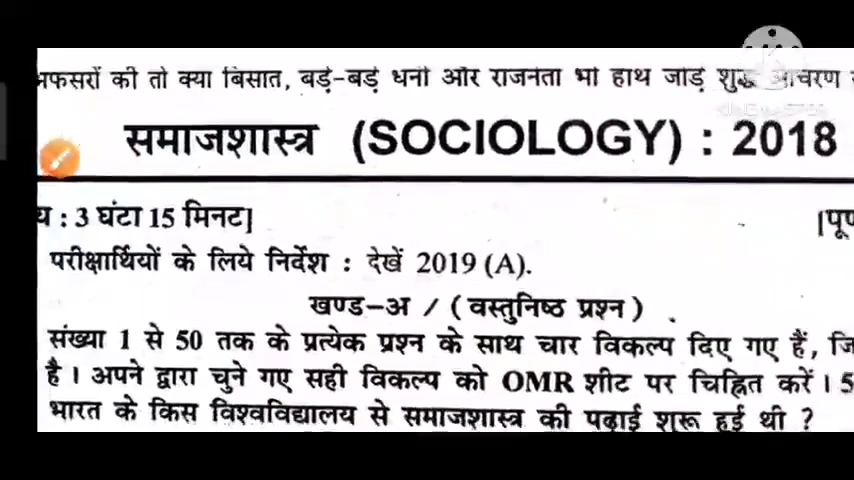 अफसरों की तो क्या बिसात, बड़े-बड़े धनी और राजनेता भी हाथ जोड़े शुद्ध आचरण
समाजशास्त्र (SOCIOLOGY) : 2018
य : 3 घंटा 15 मिनट]
[पूर्ण
परीक्षार्थियों के लिये निर्देश : देखें 2019 (A).
खण्ड-अ / (वस्तुनिष्ठ प्रश्न)
संख्या 1 से 50 तक के प्रत्येक प्रश्न के साथ चार विकल्प दिए गए हैं, जि
है। अपने द्वारा चुने गए सही विकल्प को OMR शीट पर चिह्नित करें। 5
भारत के किस विश्वविद्यालय से समाजशास्त्र की पढ़ाई शुरू हुई थी ?